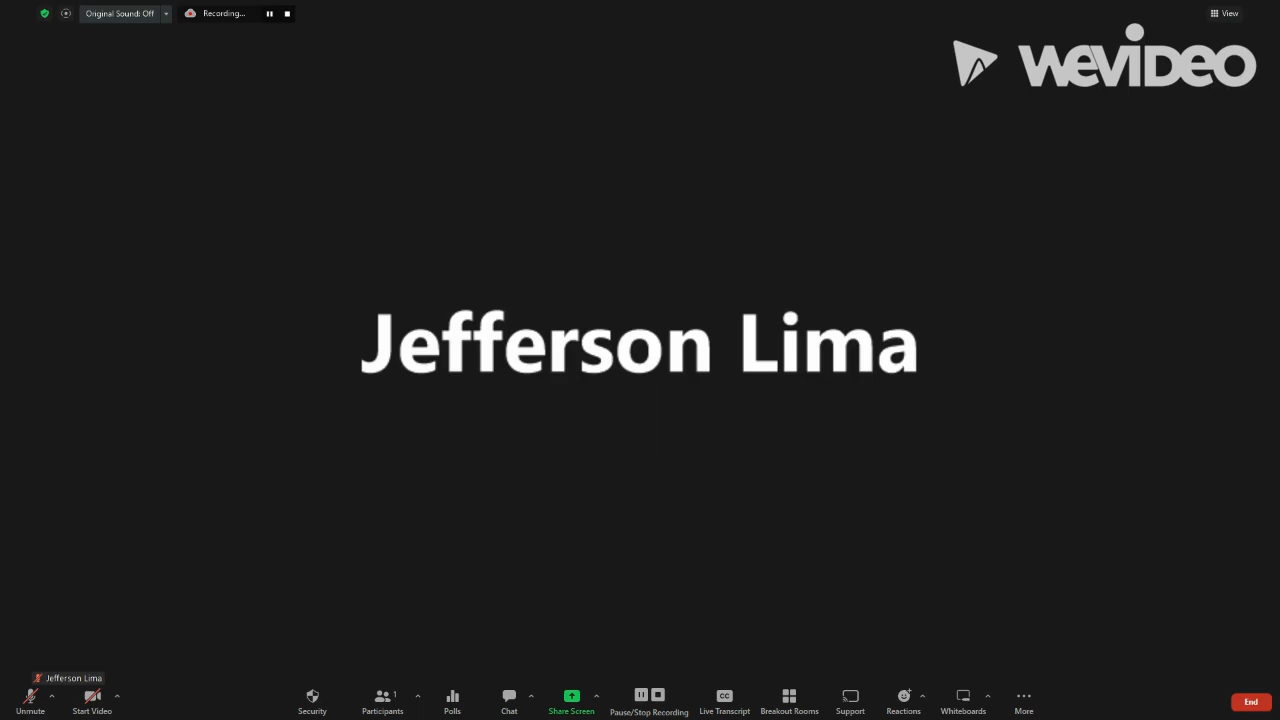 Original Sound: Off
Recording...
View
WEVIDEO
Jefferson Lima
Jefferson Lima
Unmute
Start Video
Security
1
Participants
Polls
Chat
Share Screen
Pause/Stop Recording
CC
Live Transcript
Breakout Rooms
Support
Reactions
Whiteboards
More
End